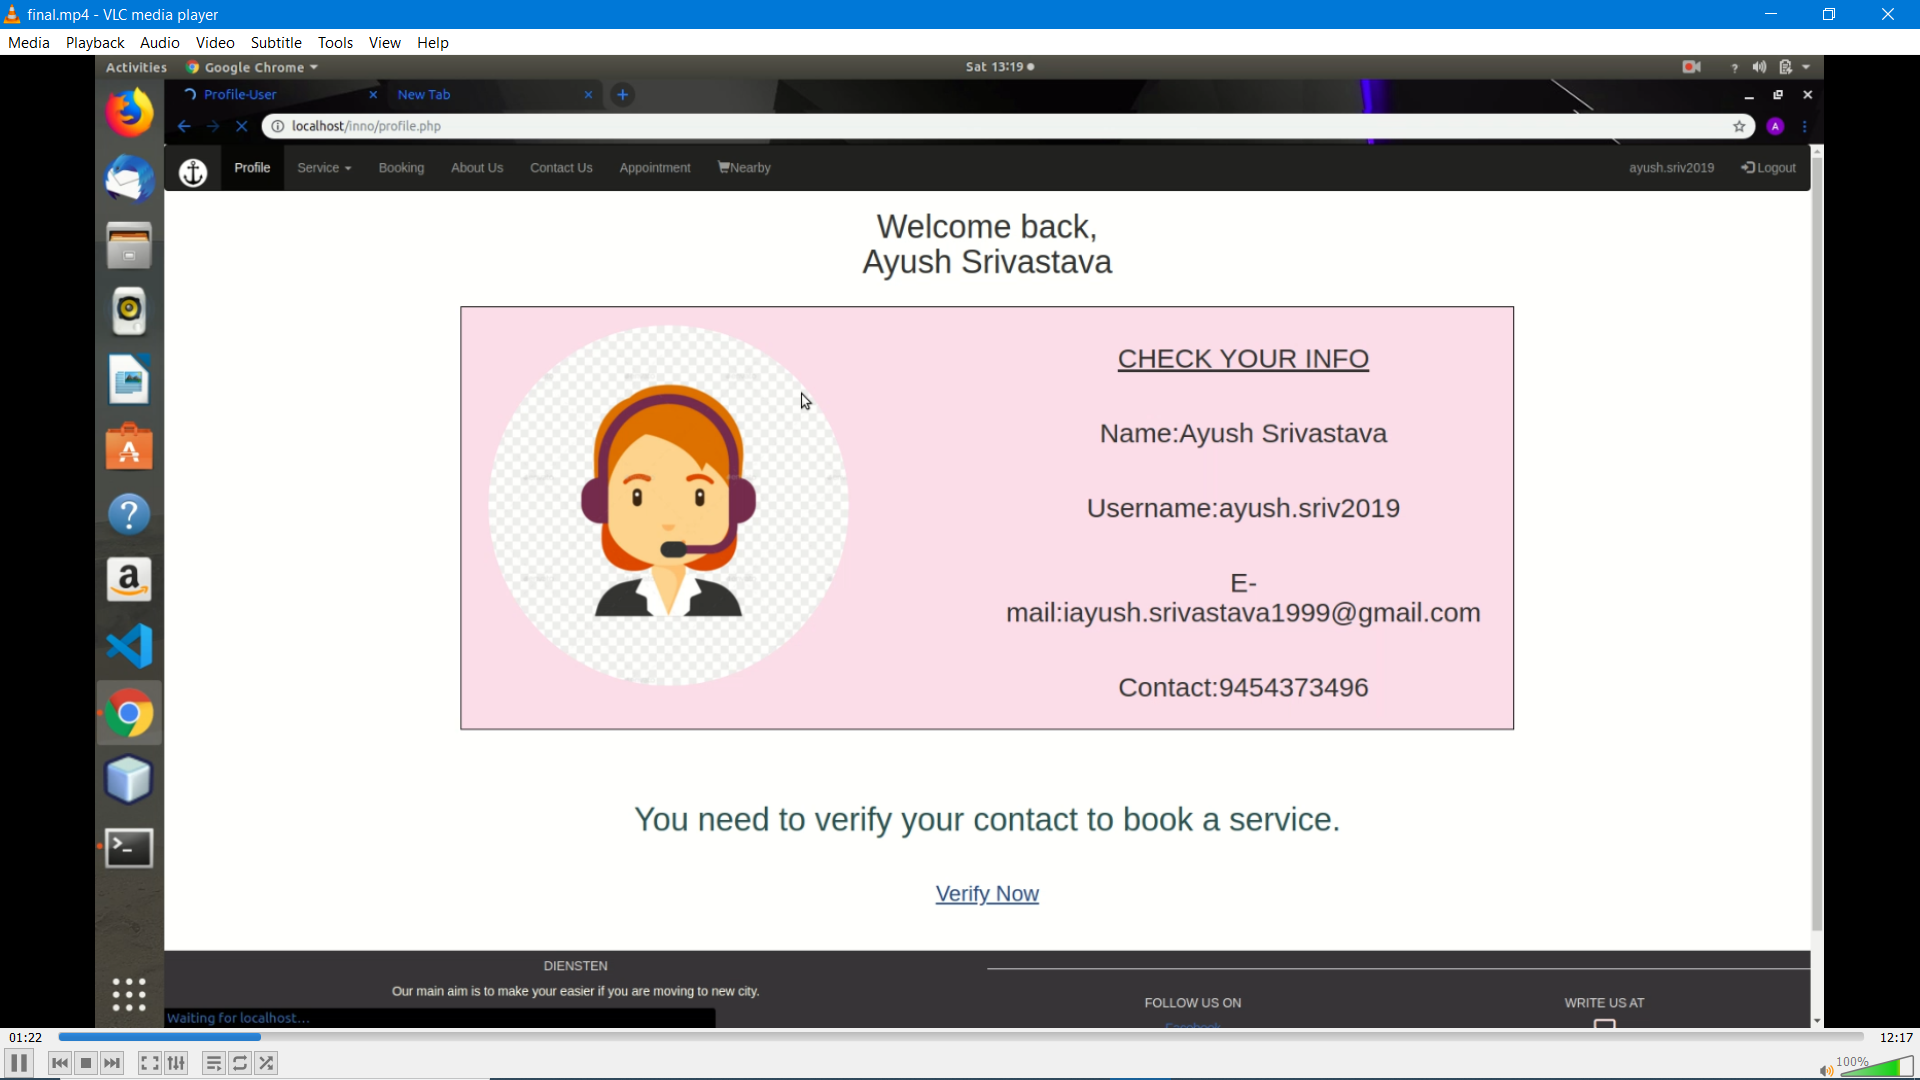 final.mp4 - VLC media player
Media Playback Audio Video Subtitle Tools View Help
Activities Google Chrome Sat 13:19
Profile-User New Tab
localhost/inno/profile.php
A
Profile Service Booking About Us Contact Us Appointment Nearby ayush.sriv2019 Logout
Welcome back,
Ayush Srivastava
CHECK YOUR INFO
Name:Ayush Srivastava
Username:ayush.sriv2019
E-
mail:iayush.srivastava1999@gmail.com
Contact:9454373496
You need to verify your contact to book a service.
Verify Now
DIENSTEN
Our main aim is to make your easier if you are moving to new city.
FOLLOW US ON
WRITE US AT
Facebook
Waiting for localhost...
01:22 12:17
100%